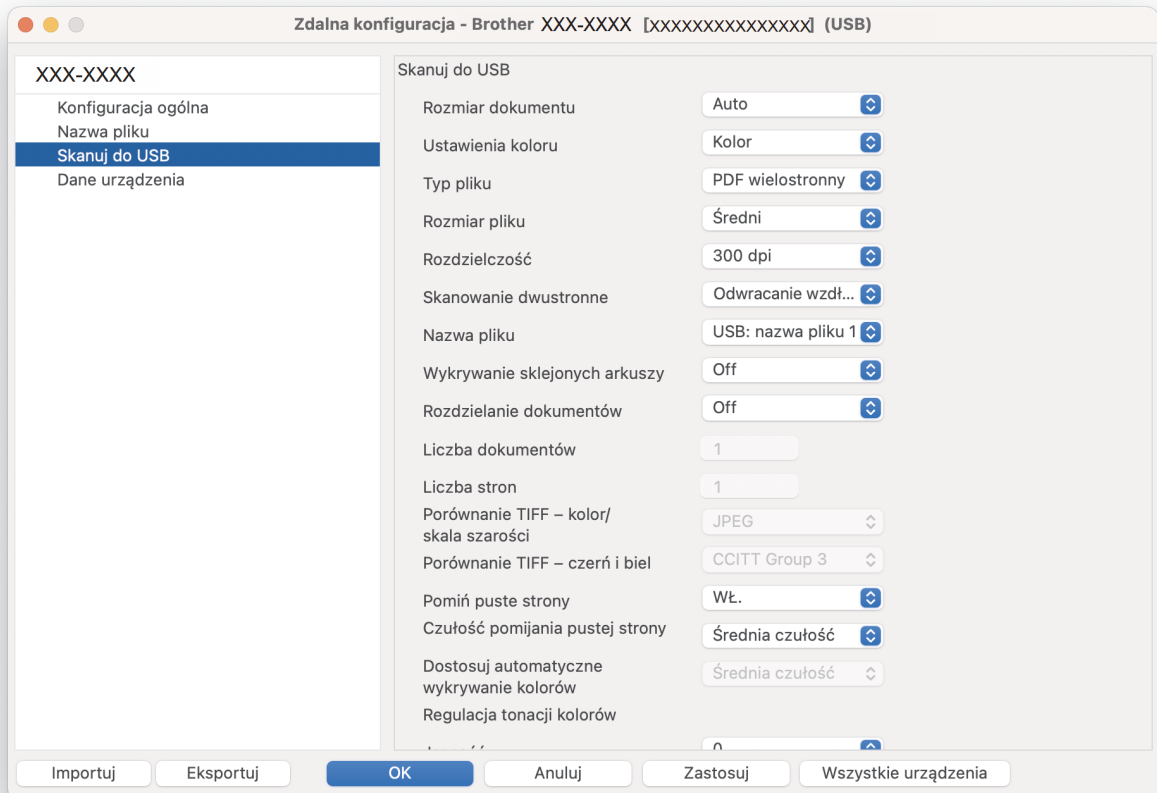 Zdalna konfiguracja - Brother XXX-XXXX [XXXXXXXXXXXXXXX] (USB)
XXX-XXXX
Konfiguracja ogólna
Nazwa pliku
Skanuj do USB
Dane urządzenia
Skanuj do USB
Rozmiar dokumentu Auto
Ustawienia koloru Kolor
Typ pliku PDF wielostronny
Rozmiar pliku Średni
Rozdzielczość 300 dpi
Skanowanie dwustronne Odwracanie wzdł...
Nazwa pliku USB: nazwa pliku 1
Wykrywanie sklejonych arkuszy Off
Rozdzielanie dokumentów Off
Liczba dokumentów 1
Liczba stron 1
Porównanie TIFF – kolor/
skala szarości JPEG
Porównanie TIFF – czerń i biel CCITT Group 3
Pomiń puste strony WŁ.
Czułość pomijania pustej strony Średnia czułość
Dostosuj automatyczne
wykrywanie kolorów Średnia czułość
Regulacja tonacji kolorów
0
Importuj Eksportuj OK Anuluj Zastosuj Wszystkie urządzenia